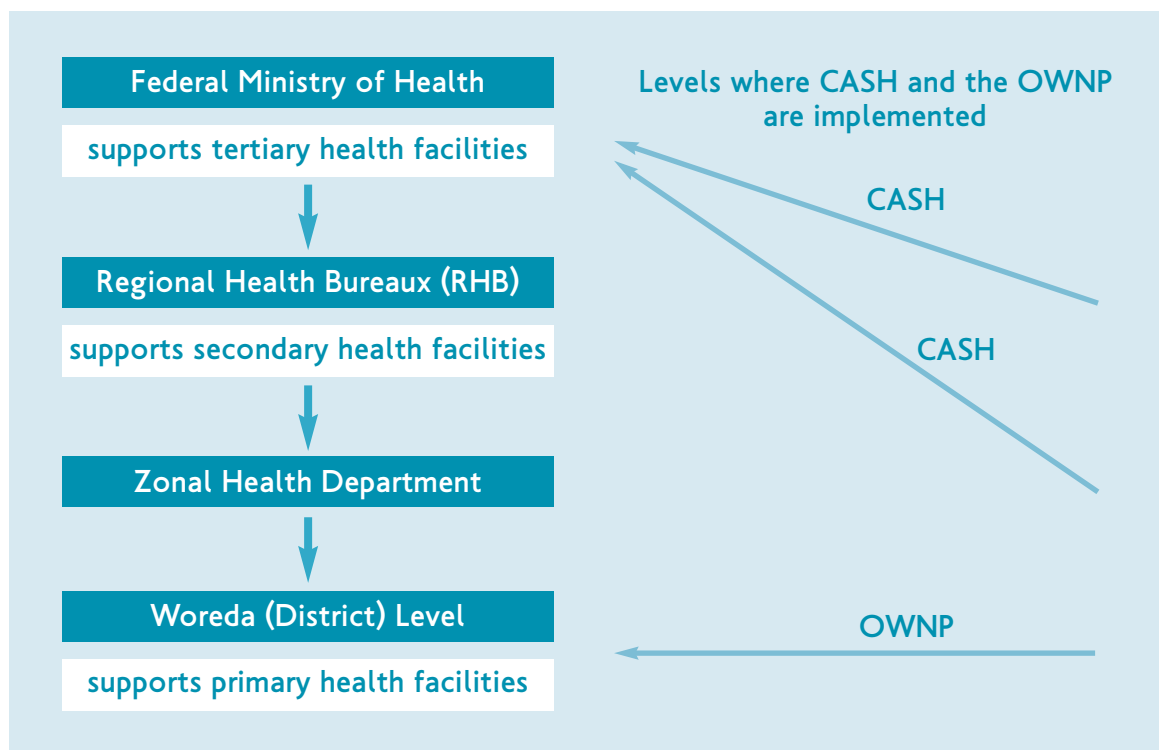 Federal Ministry of Health
supports tertiary health facilities
Regional Health Bureaux (RHB)
supports secondary health facilities
Zonal Health Department
Woreda (District) Level
supports primary health facilities
Levels where CASH and the OWNP
are implemented
CASH
CASH
OWNP